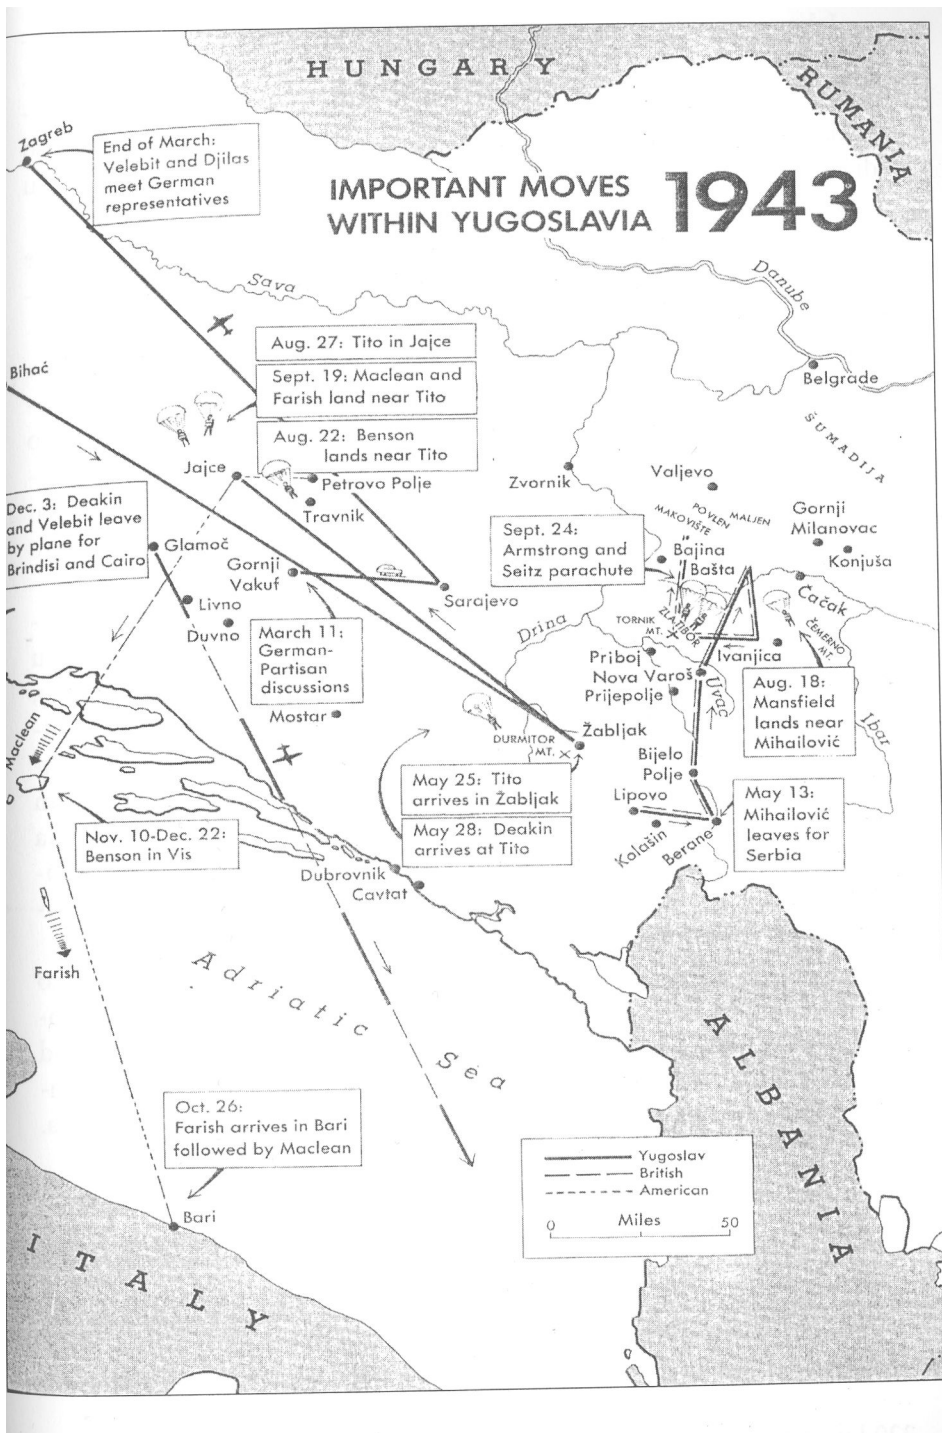 HUNGARY
RUMANIA
Zagreb
End of March:
Velebit and Djilas
meet German
representatives
IMPORTANT MOVES
WITHIN YUGOSLAVIA
1943
Sava
Danube
Belgrade
Bihać
Aug. 27: Tito in Jajce
Sept. 19: Maclean and
Farish land near Tito
Aug. 22: Benson
lands near Tito
ŠUMADIJA
Jajce
Petrovo Polje
Travnik
Zvornik
Valjevo
POVLEN
MALJEN
MAKOVIŠTE
Gornji
Milanovac
Konjuša
Dec. 3: Deakin
and Velebit leave
by plane for
Brindisi and Cairo
Glamoč
Gornji
Vakuf
Sarajevo
Sept. 24:
Armstrong and
Seitz parachute
Bajina
Bašta
Čačak
Livno
Duvno
March 11:
German-
Partisan
discussions
Drina
TORNIK
MT.
ZLATIBOR
ČEMERNO
MT.
Ivanjica
Priboj
Nova Varoš
Prijepolje
Uvac
Aug. 18:
Mansfield
lands near
Mihailović
Ibar
Mostar
DURMITOR
MT.
Žabljak
Maclean
May 25: Tito
arrives in Žabljak
May 28: Deakin
arrives at Tito
Bijelo
Polje
Lipovo
Kolašin
Berane
May 13:
Mihailović
leaves for
Serbia
Nov. 10-Dec. 22:
Benson in Vis
Dubrovnik
Cavtat
Farish
Adriatic
Sea
ALBANIA
Oct. 26:
Farish arrives in Bari
followed by Maclean
Bari
ITALY
Yugoslav
British
American
0 Miles 50